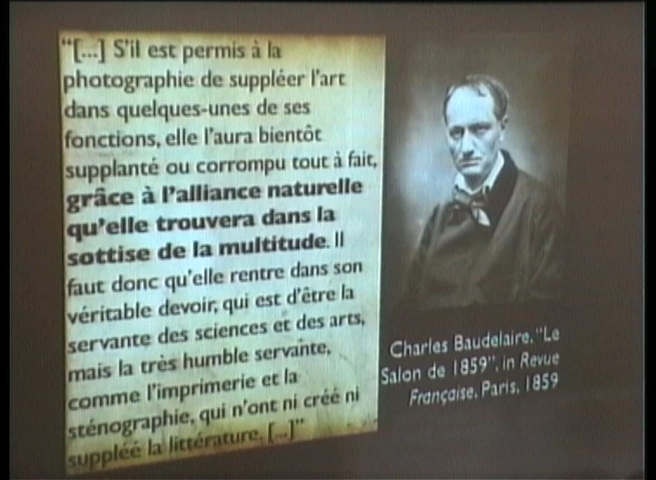 “[...] S'il est permis à la
photographie de suppléer l'art
dans quelques-unes de ses
fonctions, elle l'aura bientôt
supplanté ou corrompu tout à fait,
grâce à l'alliance naturelle
qu'elle trouvera dans la
sottise de la multitude. Il
faut donc qu'elle rentre dans son
véritable devoir, qui est d'être la
servante des sciences et des arts,
mais la très humble servante,
comme l'imprimerie et la
sténographie, qui n'ont ni créé ni
suppléé la littérature. [...]”
Charles Baudelaire, “Le
Salon de 1859”, in Revue
Française, Paris, 1859